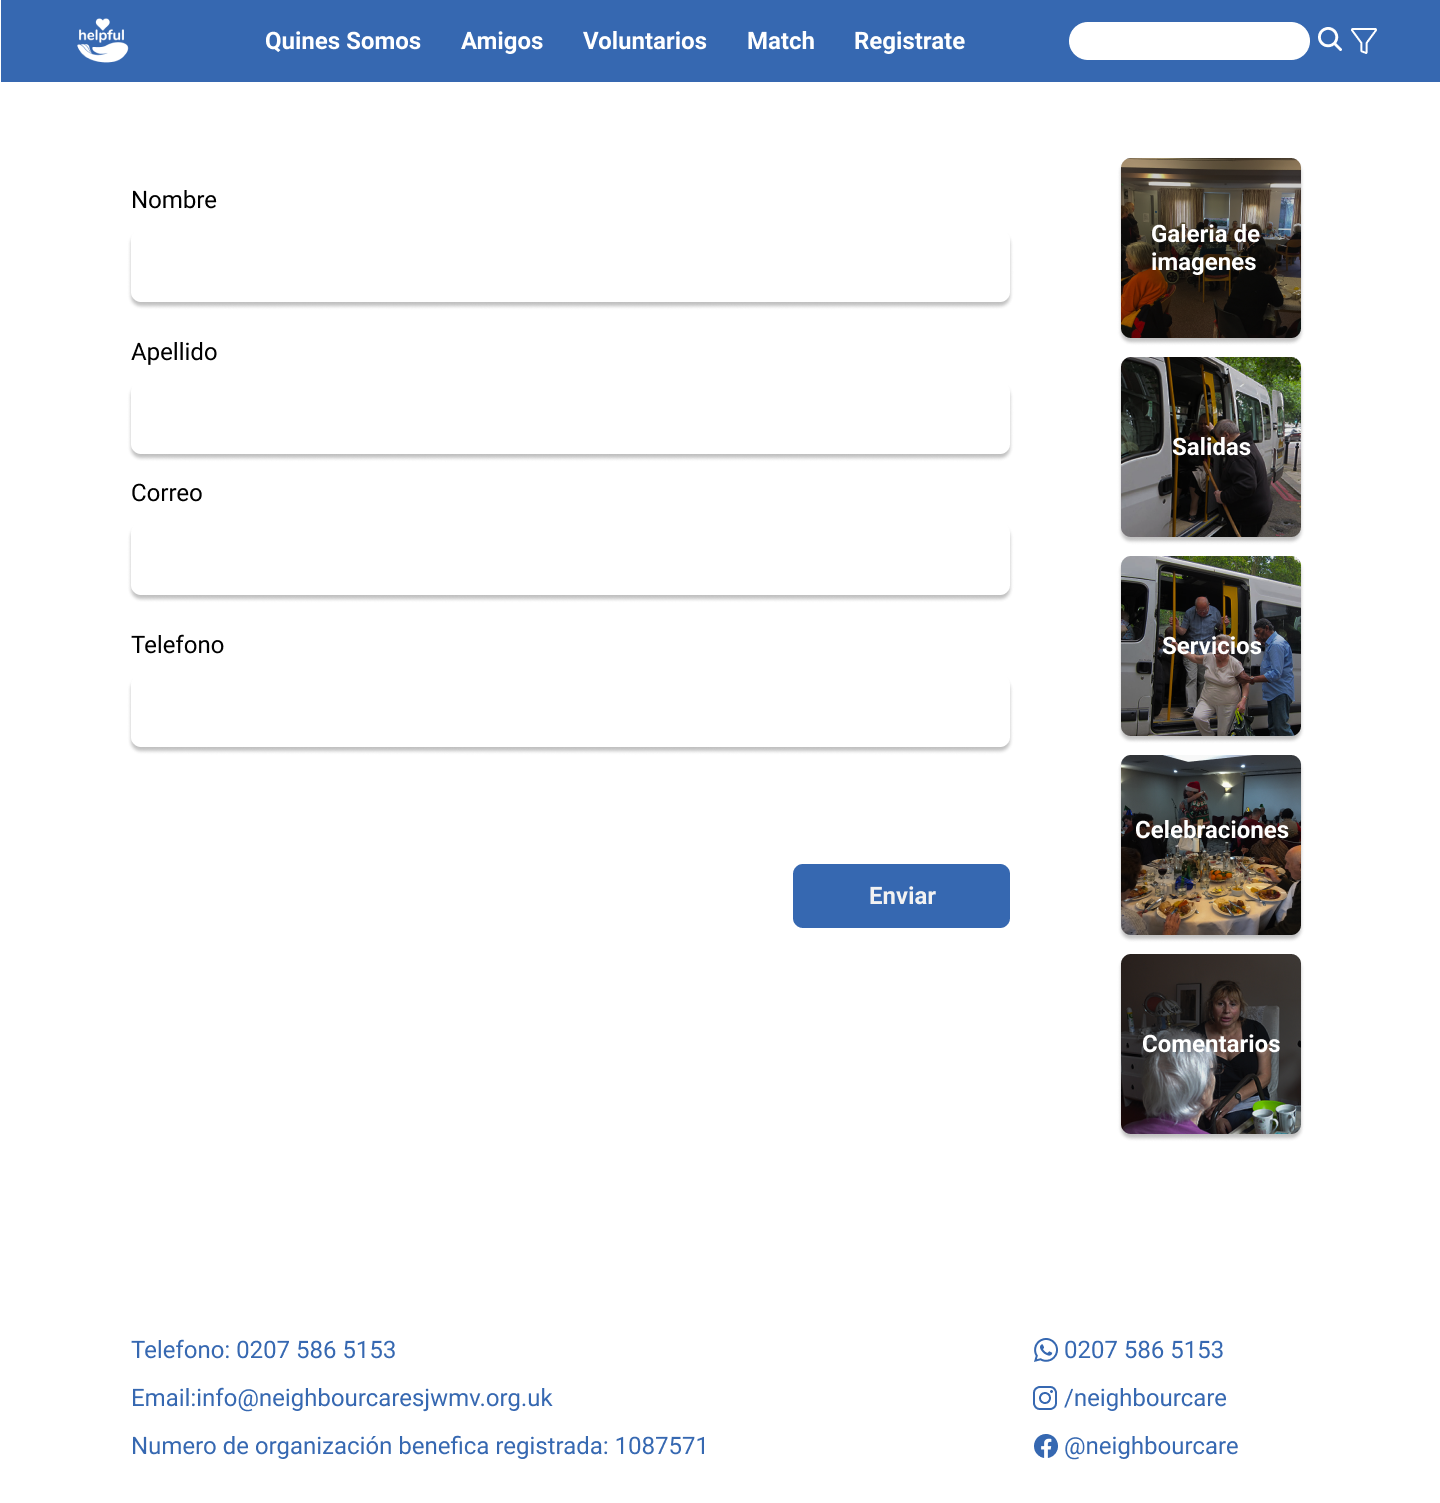 helpful
Quines Somos
Amigos
Voluntarios
Match
Registrate
Nombre
Apellido
Correo
Telefono
Enviar
Galeria de
imagenes
Salidas
Servicios
Celebraciones
Comentarios
Telefono: 0207 586 5153
Email:info@neighbourcaresjwmv.org.uk
Numero de organización benefica registrada: 1087571
0207 586 5153
/neighbourcare
@neighbourcare